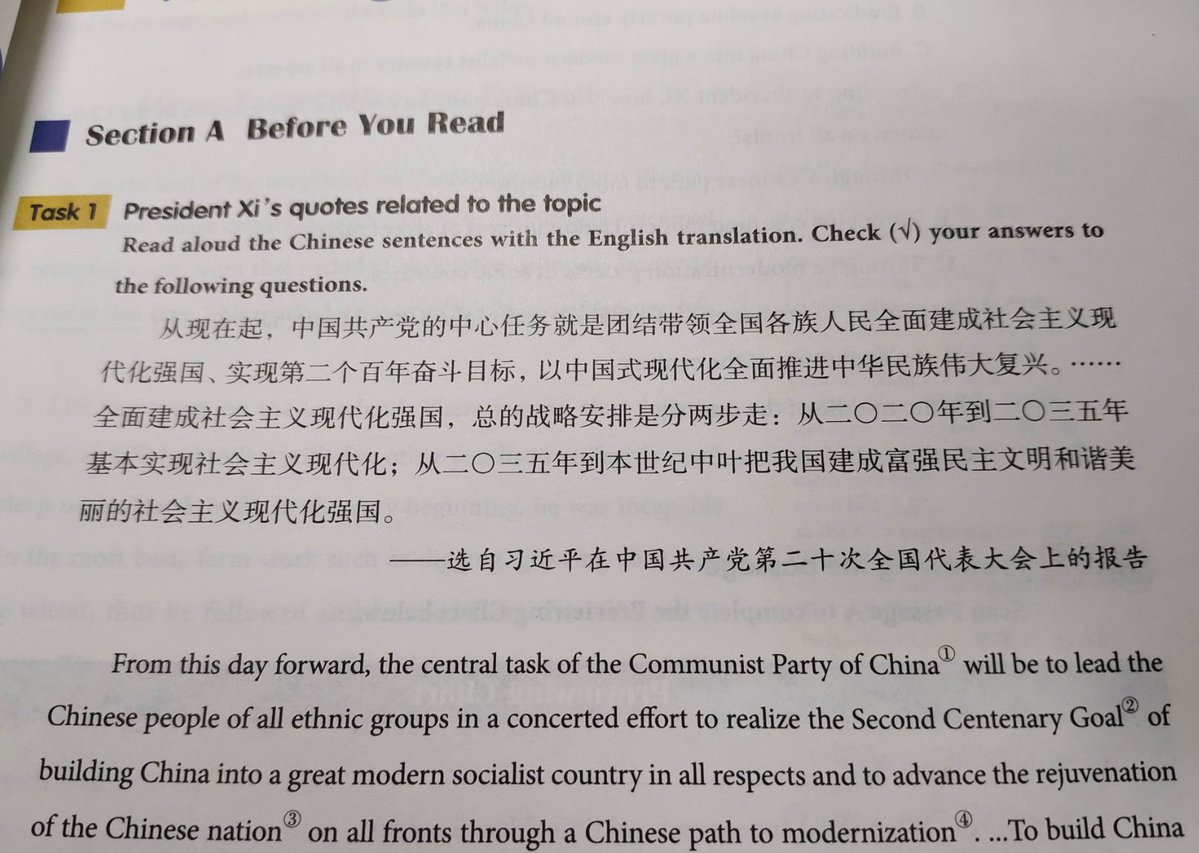 Section A Before You Read
Task 1 President Xi's quotes related to the topic
Read aloud the Chinese sentences with the English translation. Check (√) your answers to
the following questions.
从现在起，中国共产党的中心任务就是团结带领全国各族人民全面建成社会主义现
代化强国、实现第二个百年奋斗目标，以中国式现代化全面推进中华民族伟大复兴。……
全面建成社会主义现代化强国，总的战略安排是分两步走：从二〇二〇年到二〇三五年
基本实现社会主义现代化；从二〇三五年到本世纪中叶把我国建成富强民主文明和谐美
丽的社会主义现代化强国。
——选自习近平在中国共产党第二十次全国代表大会上的报告
From this day forward, the central task of the Communist Party of China① will be to lead the
Chinese people of all ethnic groups in a concerted effort to realize the Second Centenary Goal② of
building China into a great modern socialist country in all respects and to advance the rejuvenation
of the Chinese nation③ on all fronts through a Chinese path to modernization④. ...To build China